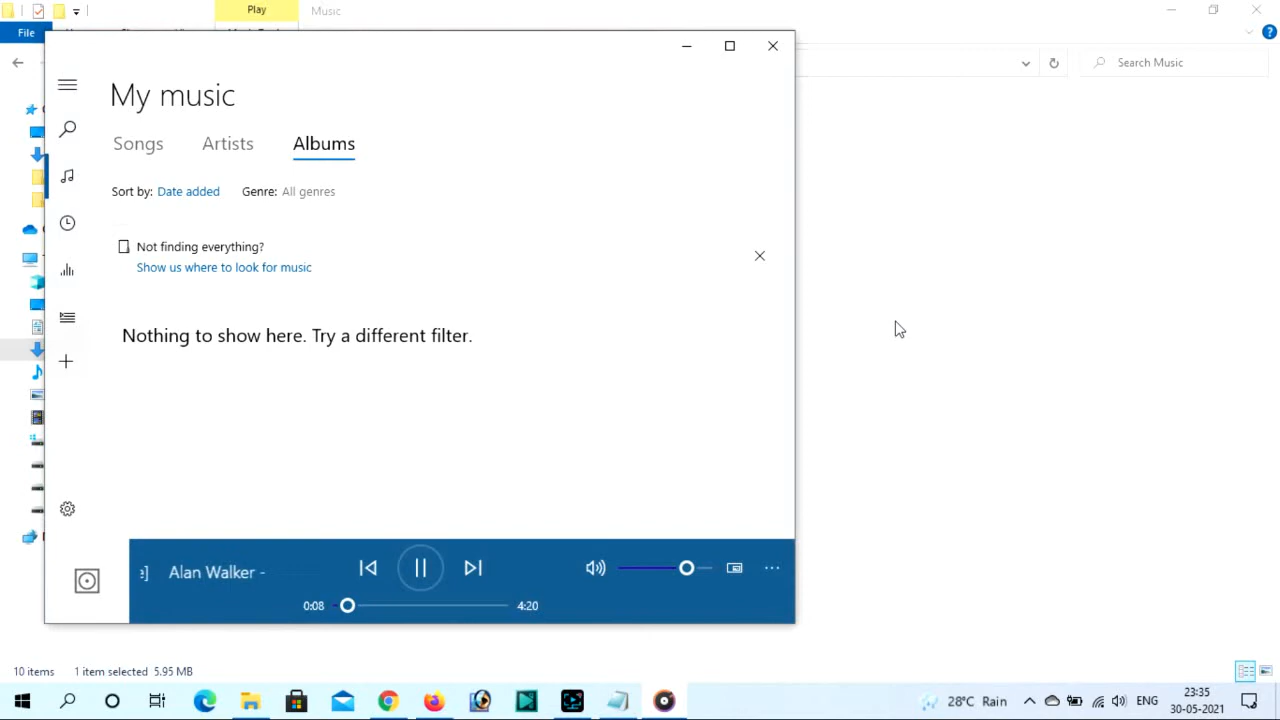 Play
Music
File
Search Music
My music
Songs Artists Albums
Sort by: Date added Genre: All genres
Not finding everything?
Show us where to look for music
Nothing to show here. Try a different filter.
e] Alan Walker -
0:08 4:20
10 items 1 item selected 5.95 MB
28°C Rain ENG 23:35
30-05-2021